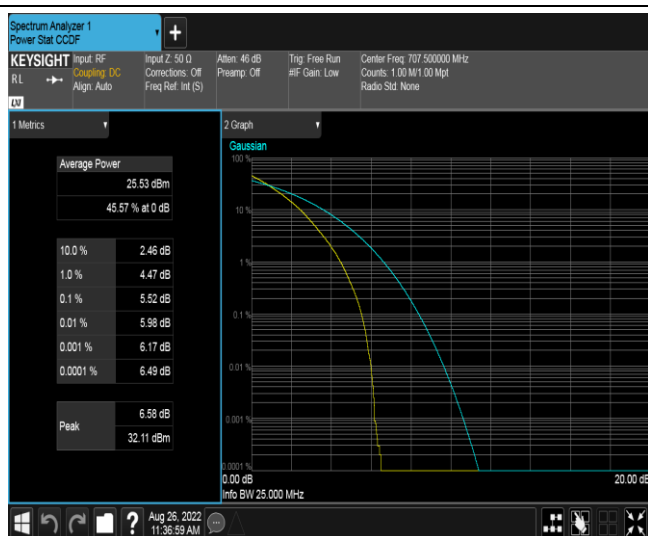 Spectrum Analyzer 1
Power Stat CCDF
+
KEYSIGHT
RL
LXI
Input: RF
Coupling: DC
Align: Auto
Input Z: 50 Ω
Corrections: Off
Freq Ref: Int (S)
Atten: 46 dB
Preamp: Off
Trig: Free Run
#IF Gain: Low
Center Freq: 707.500000 MHz
Counts: 1.00 M/1.00 Mpt
Radio Std: None
1 Metrics
Average Power
25.53 dBm
45.57 % at 0 dB
10.0 % 2.46 dB
1.0 % 4.47 dB
0.1 % 5.52 dB
0.01 % 5.98 dB
0.001 % 6.17 dB
0.0001 % 6.49 dB
Peak
6.58 dB
32.11 dBm
2 Graph
Gaussian
100 %
10 %
1 %
0.1 %
0.01 %
0.001 %
0.0001 %
0.00 dB
20.00 dB
Info BW 25.000 MHz
?
Aug 26, 2022
11:36:59 AM